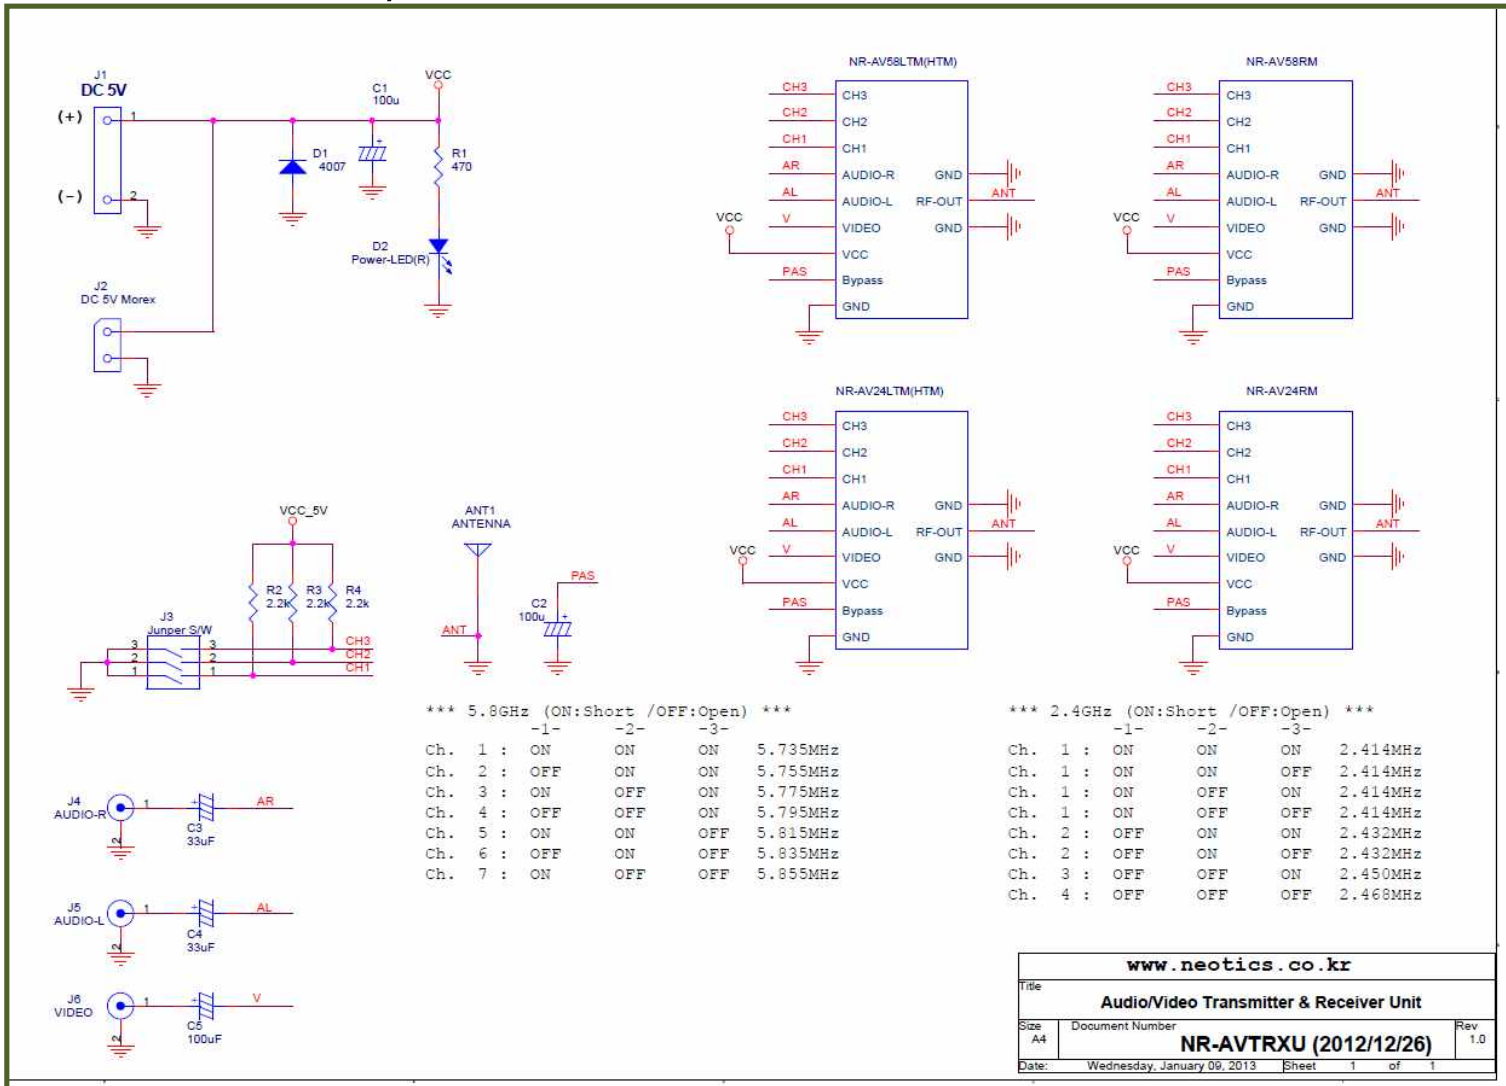 J1
DC 5V
(+)
1
(-)
2
C1
100u
VCC
D1
4007
R1
470
D2
Power-LED(R)
J2
DC 5V Morex
NR-AV58LTM(HTM)
CH3 CH3
CH2 CH2
CH1 CH1
AR AUDIO-R GND
AL AUDIO-L RF-OUT ANT
V VIDEO GND
VCC
VCC
PAS Bypass
GND
NR-AV58RM
CH3 CH3
CH2 CH2
CH1 CH1
AR AUDIO-R GND
AL AUDIO-L RF-OUT ANT
V VIDEO GND
VCC
VCC
PAS Bypass
GND
NR-AV24LTM(HTM)
CH3 CH3
CH2 CH2
CH1 CH1
AR AUDIO-R GND
AL AUDIO-L RF-OUT ANT
V VIDEO GND
VCC
VCC
PAS Bypass
GND
NR-AV24RM
CH3 CH3
CH2 CH2
CH1 CH1
AR AUDIO-R GND
AL AUDIO-L RF-OUT ANT
V VIDEO GND
VCC
VCC
PAS Bypass
GND
VCC_5V
R2 R3 R4
2.2k 2.2k 2.2k
J3
Junper S/W
3 3 CH3
2 2 CH2
1 1 CH1
ANT1
ANTENNA
ANT
PAS
C2
100u
*** 5.8GHz (ON:Short /OFF:Open) ***
-1- -2- -3-
Ch. 1 : ON ON ON 5.735MHz
Ch. 2 : OFF ON ON 5.755MHz
Ch. 3 : ON OFF ON 5.775MHz
Ch. 4 : OFF OFF ON 5.795MHz
Ch. 5 : ON ON OFF 5.815MHz
Ch. 6 : OFF ON OFF 5.835MHz
Ch. 7 : ON OFF OFF 5.855MHz
*** 2.4GHz (ON:Short /OFF:Open) ***
-1- -2- -3-
Ch. 1 : ON ON ON 2.414MHz
Ch. 1 : ON ON OFF 2.414MHz
Ch. 1 : ON OFF ON 2.414MHz
Ch. 1 : ON OFF OFF 2.414MHz
Ch. 2 : OFF ON ON 2.432MHz
Ch. 2 : OFF ON OFF 2.432MHz
Ch. 3 : OFF OFF ON 2.450MHz
Ch. 4 : OFF OFF OFF 2.468MHz
J4
AUDIO-R
1
2
AR
C3
33uF
J5
AUDIO-L
1
2
AL
C4
33uF
J6
VIDEO
1
2
V
C5
100uF
www.neotics.co.kr
Title
Audio/Video Transmitter & Receiver Unit
Size Document Number Rev
A4 NR-AVTRXU (2012/12/26) 1.0
Date: Wednesday, January 09, 2013 Sheet 1 of 1